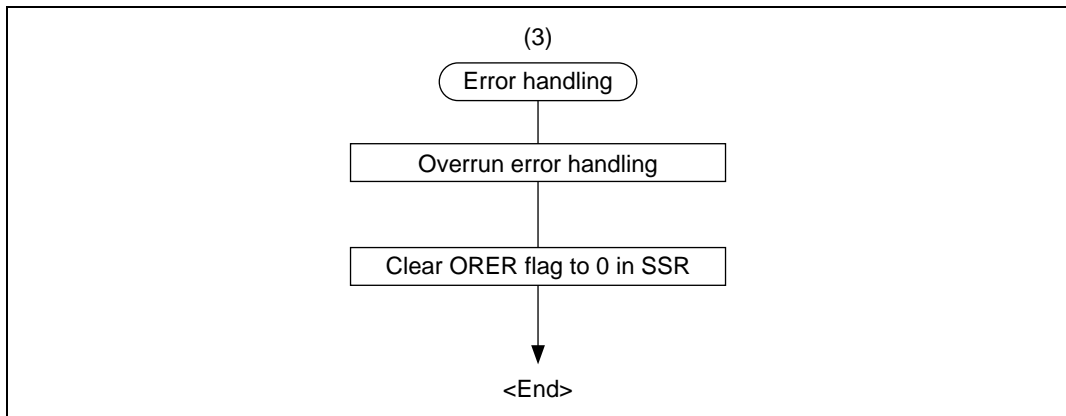 (3)
Error handling
Overrun error handling
Clear ORER flag to 0 in SSR
<End>